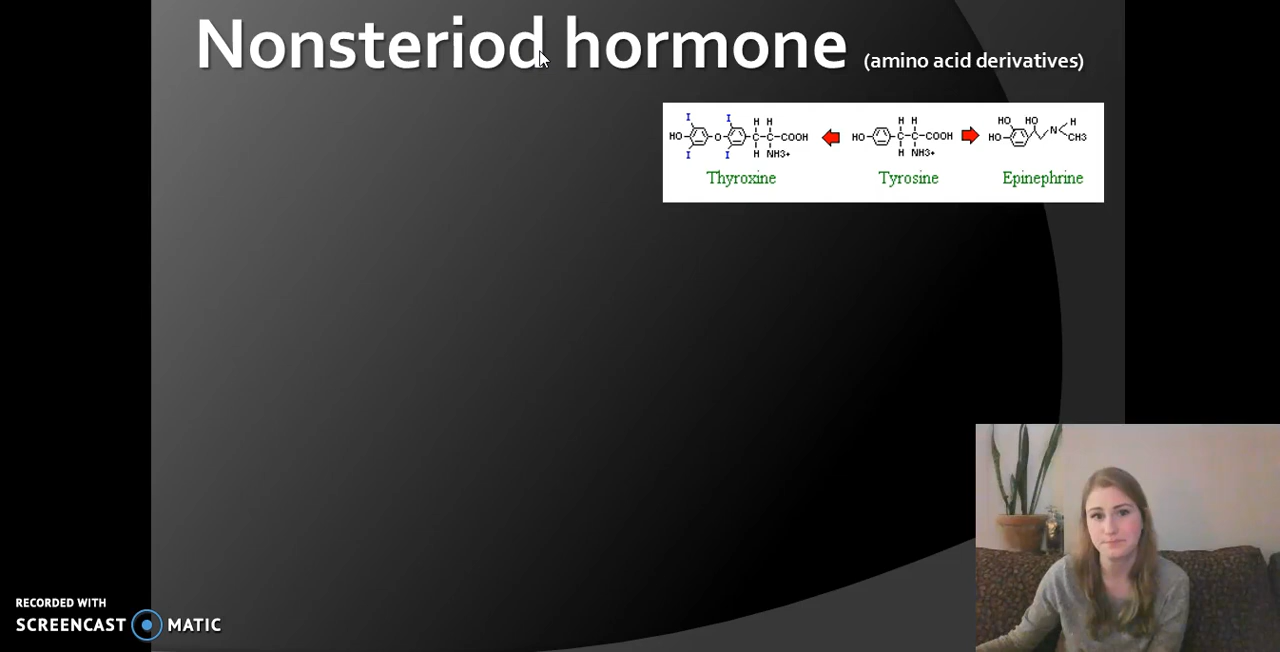 Nonsteriod hormone (amino acid derivatives)
I I H H HO O C C COOH I I H NH3+
H H HO C C COOH H NH3+
HO HO HO N H CH3
Thyroxine Tyrosine Epinephrine
RECORDED WITH
SCREENCAST MATIC